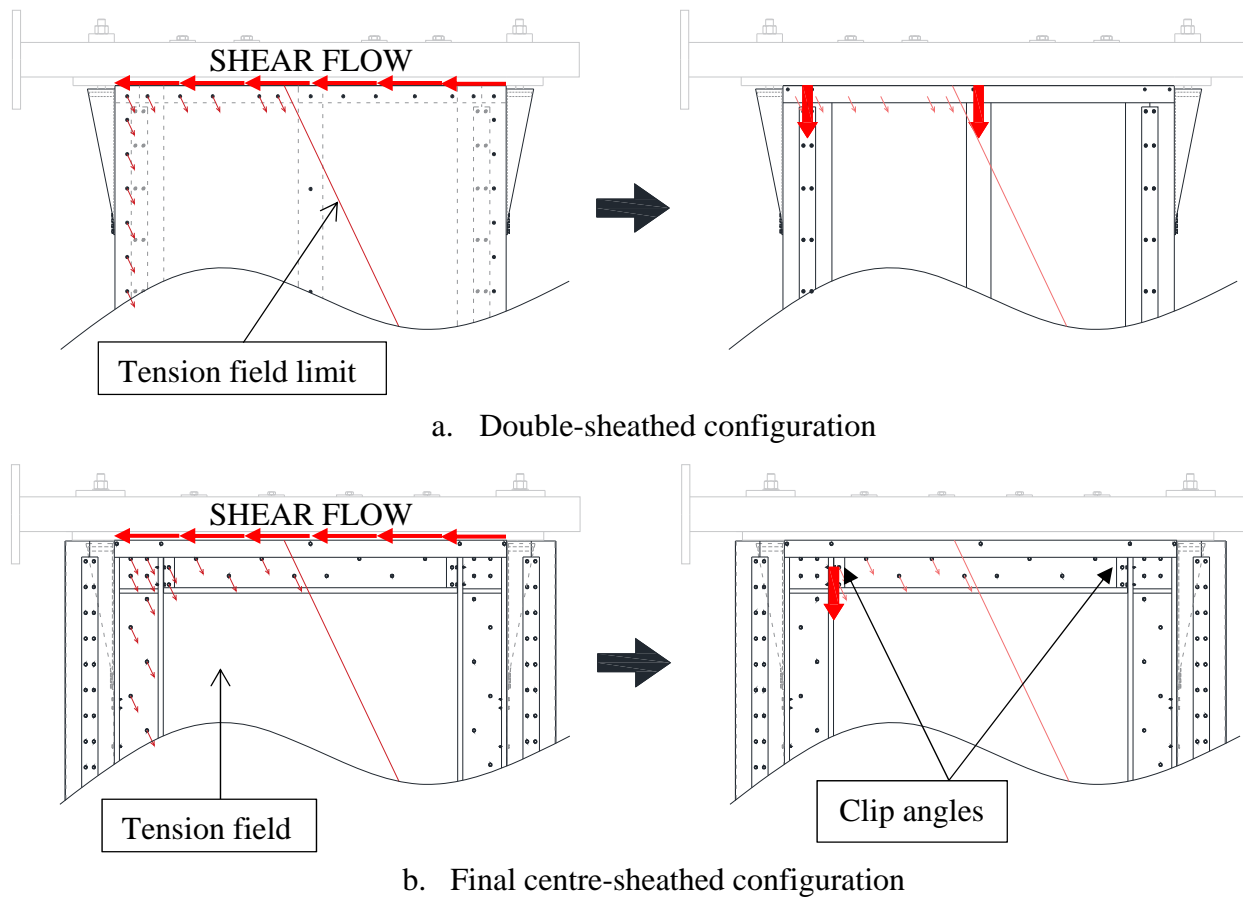 SHEAR FLOW
Tension field limit
a. Double-sheathed configuration
SHEAR FLOW
Tension field
Clip angles
b. Final centre-sheathed configuration